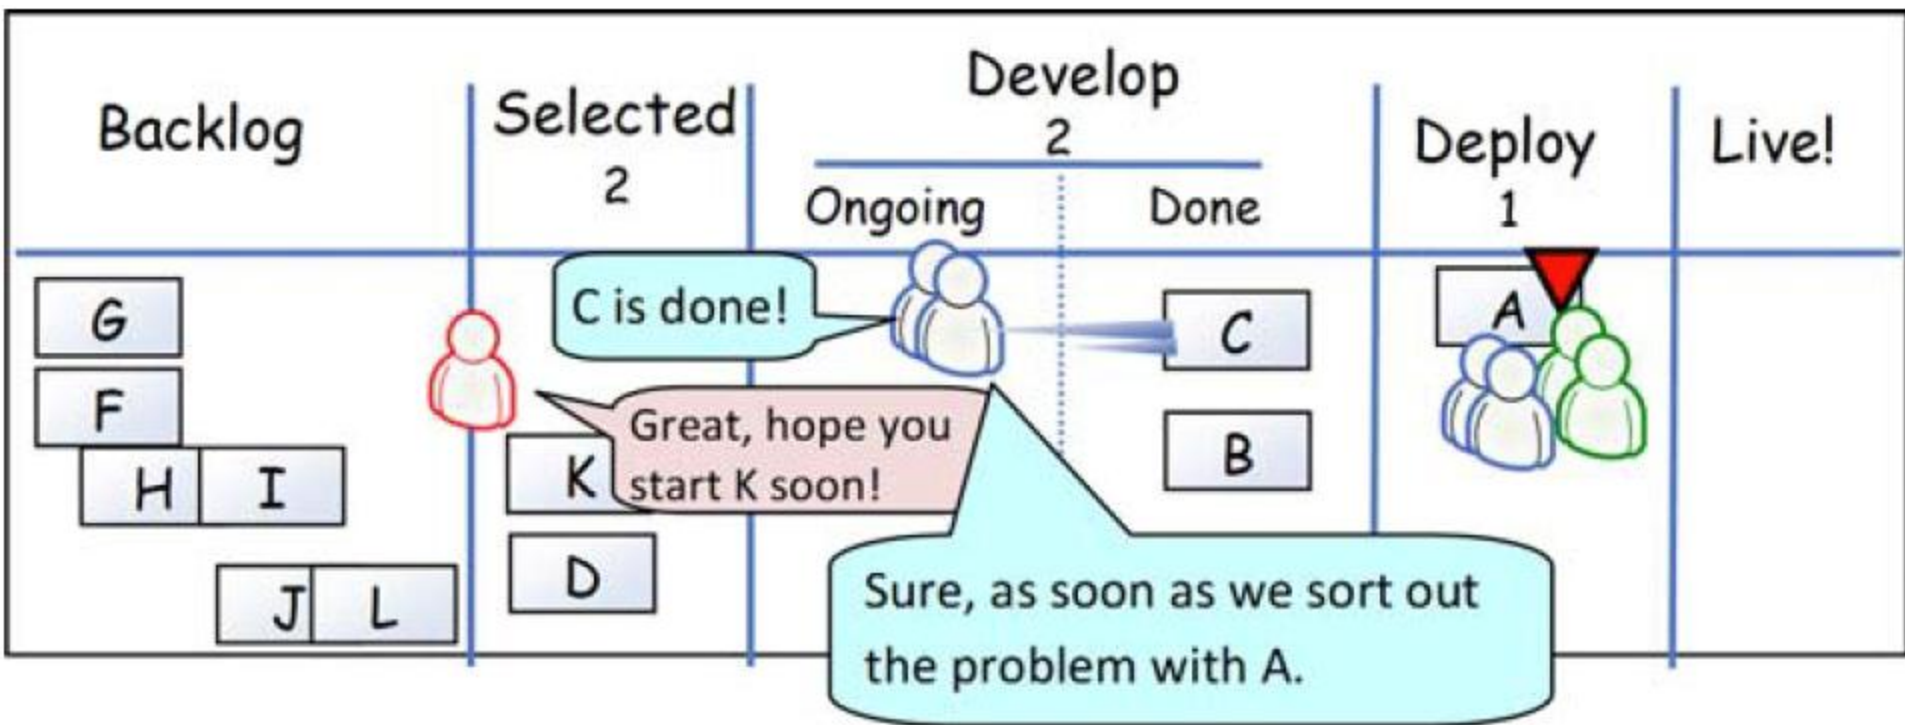 Backlog
Selected
2
Develop
2
Ongoing
Done
Deploy
1
Live!
G
F
H I
J L
C is done!
Great, hope you
start K soon!
K
D
C
B
A
Sure, as soon as we sort out
the problem with A.